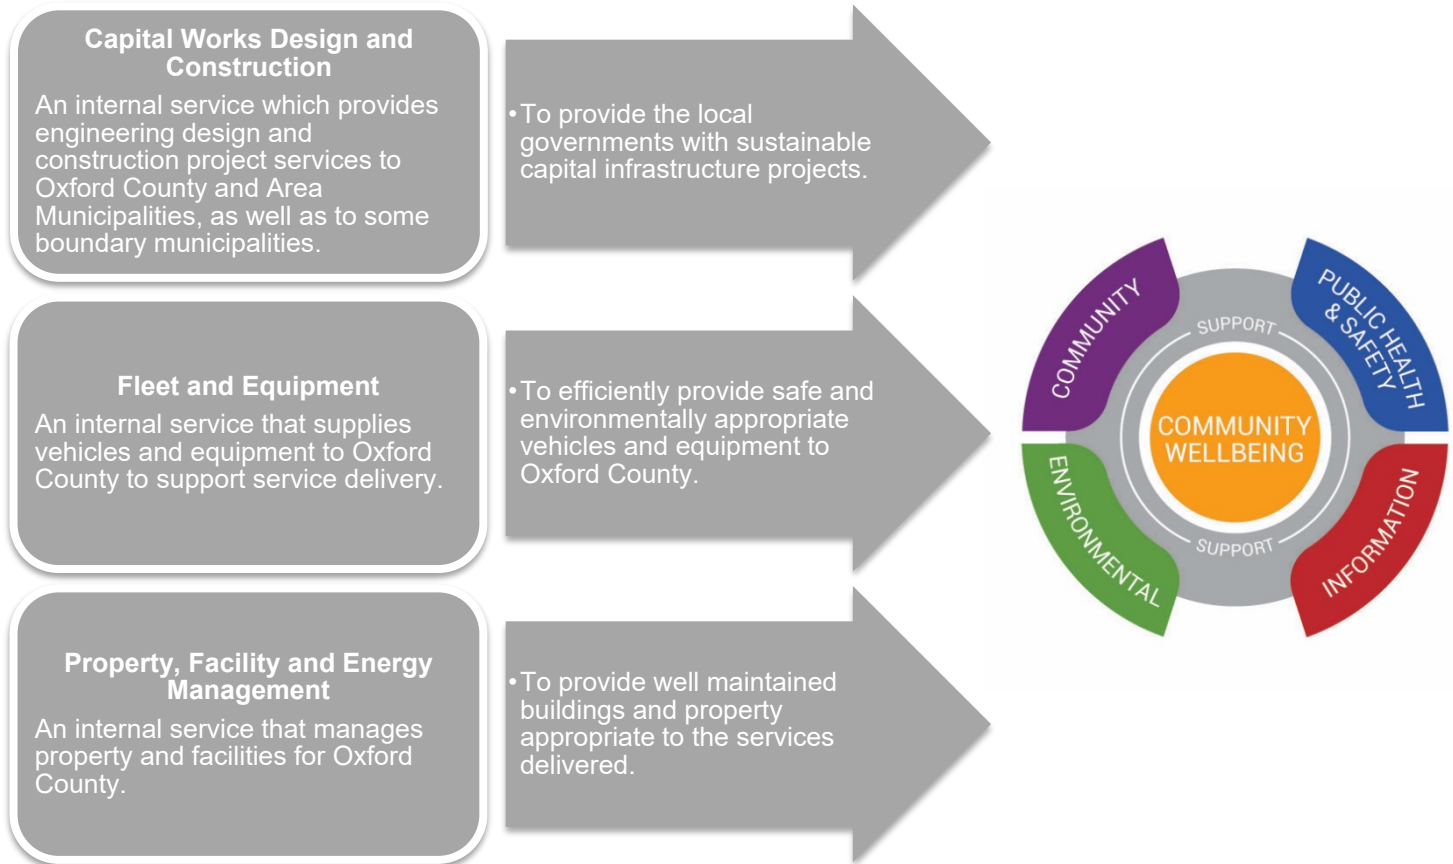 Capital Works Design and
Construction
An internal service which provides
engineering design and
construction project services to
Oxford County and Area
Municipalities, as well as to some
boundary municipalities.
•To provide the local
governments with sustainable
capital infrastructure projects.
Fleet and Equipment
An internal service that supplies
vehicles and equipment to Oxford
County to support service delivery.
•To efficiently provide safe and
environmentally appropriate
vehicles and equipment to
Oxford County.
Property, Facility and Energy
Management
An internal service that manages
property and facilities for Oxford
County.
•To provide well maintained
buildings and property
appropriate to the services
delivered.
COMMUNITY
PUBLIC HEALTH
& SAFETY
SUPPORT
COMMUNITY
WELLBEING
ENVIRONMENTAL
INFORMATION
SUPPORT